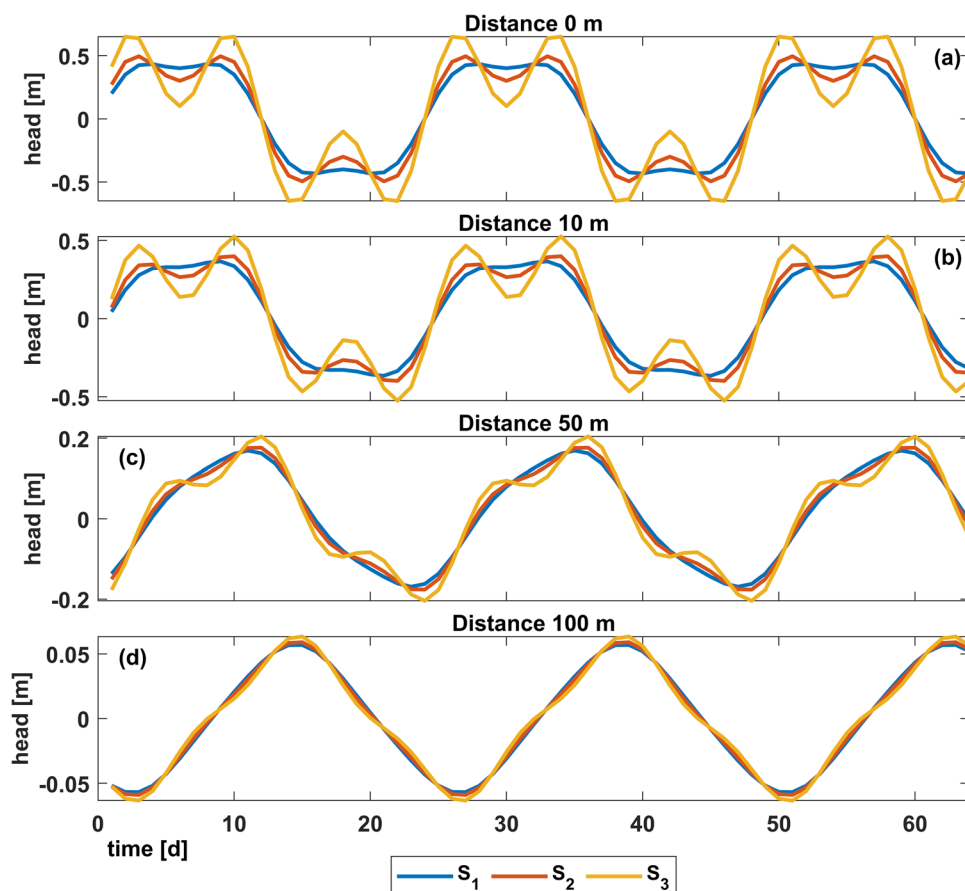 Distance 0 m
(a)
head [m]
0.5
0
-0.5
Distance 10 m
(b)
head [m]
0.5
0
-0.5
Distance 50 m
(c)
head [m]
0.2
0
-0.2
Distance 100 m
(d)
head [m]
0.05
0
-0.05
0 10 20 30 40 50 60
time [d]
S1 S2 S3